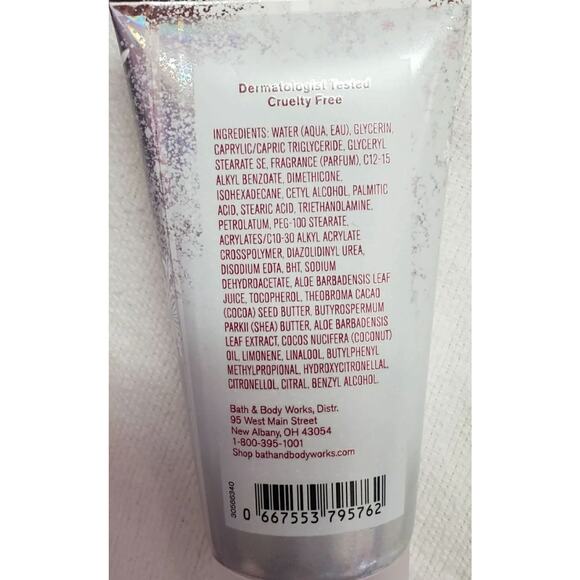 Dermatologist Tested
Cruelty Free
INGREDIENTS: WATER (AQUA, EAU), GLYCERIN,
CAPRYLIC/CAPRIC TRIGLYCERIDE, GLYCERYL
STEARATE SE, FRAGRANCE (PARFUM), C12-15
ALKYL BENZOATE, DIMETHICONE,
ISOHEXADECANE, CETYL ALCOHOL, PALMITIC
ACID, STEARIC ACID, TRIETHANOLAMINE,
PETROLATUM, PEG-100 STEARATE,
ACRYLATES/C10-30 ALKYL ACRYLATE
CROSSPOLYMER, DIAZOLIDINYL UREA,
DISODIUM EDTA, BHT, SODIUM
DEHYDROACETATE, ALOE BARBADENSIS LEAF
JUICE, TOCOPHEROL, THEOBROMA CACAO
(COCOA) SEED BUTTER, BUTYROSPERMUM
PARKII (SHEA) BUTTER, ALOE BARBADENSIS
LEAF EXTRACT, COCOS NUCIFERA (COCONUT)
OIL, LIMONENE, LINALOOL, BUTYLPHENYL
METHYLPROPIONAL, HYDROXYCITRONELLAL,
CITRONELLOL, CITRAL, BENZYL ALCOHOL.
Bath & Body Works, Distr.
95 West Main Street
New Albany, OH 43054
1-800-395-1001
Shop bathandbodyworks.com
30566340
0 667553 795762